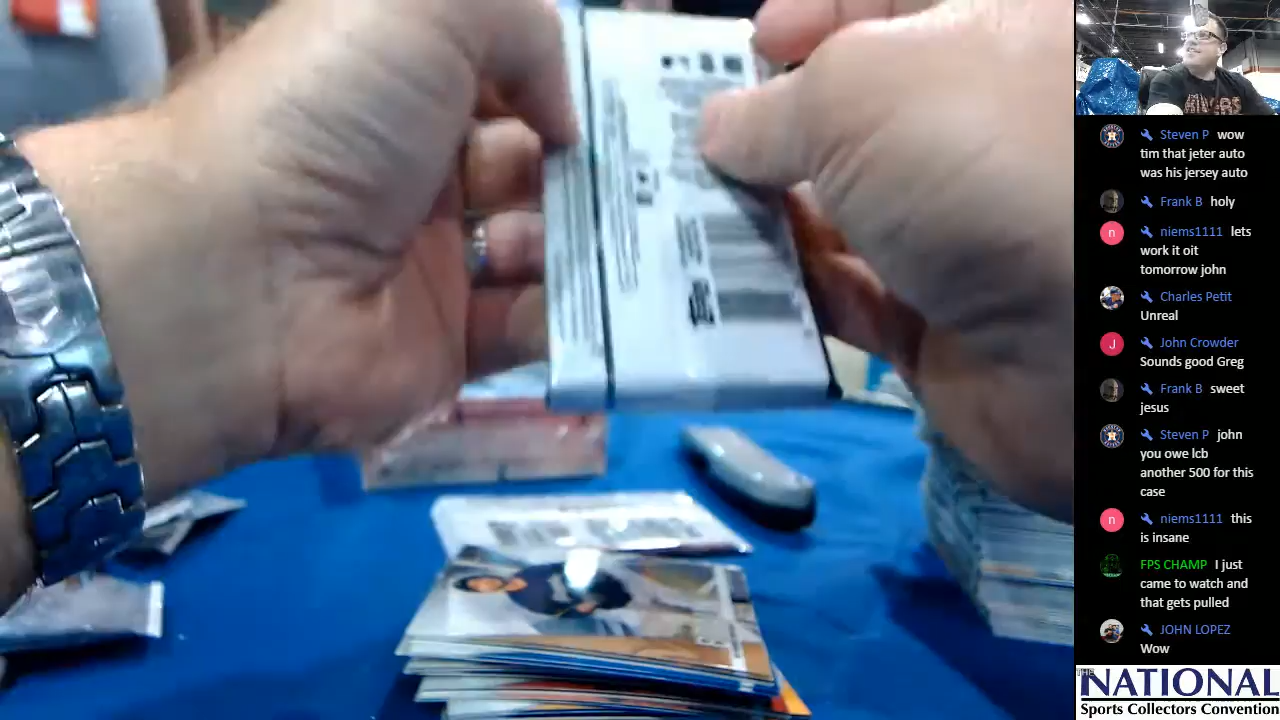 Steven P wow
tim that jeter auto
was his jersey auto
Frank B holy
n niems1111 lets
work it oit
tomorrow john
Charles Petit
Unreal
J John Crowder
Sounds good Greg
Frank B sweet
jesus
Steven P john
you owe lcb
another 500 for this
case
n niems1111 this
is insane
FPS CHAMP I just
came to watch and
that gets pulled
JOHN LOPEZ
Wow
THE
NATIONAL
Sports Collectors Convention